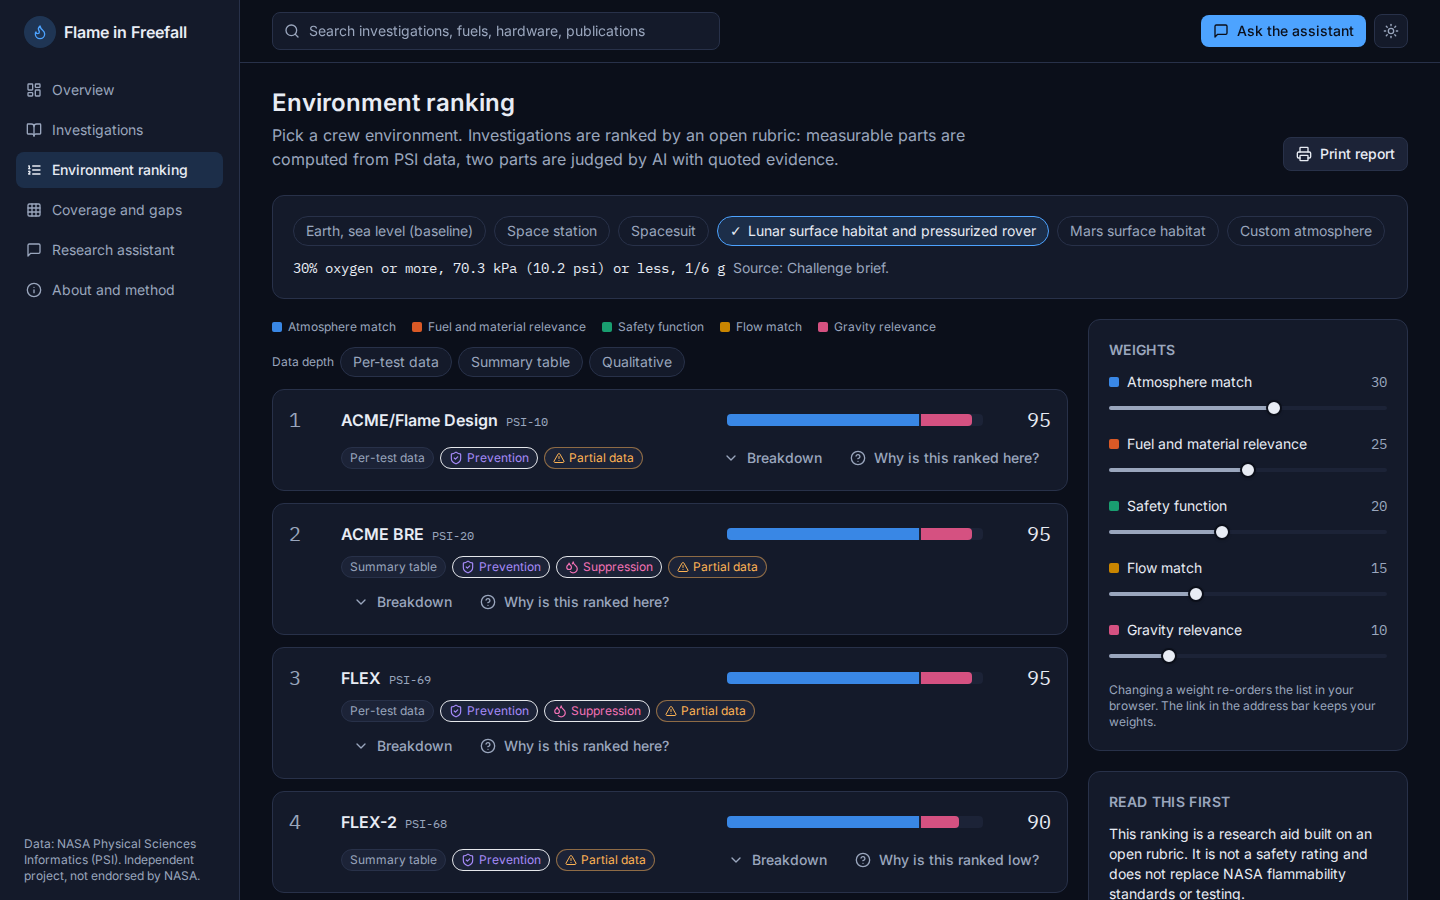 Flame in Freefall
Overview
Investigations
Environment ranking
Coverage and gaps
Research assistant
About and method
Data: NASA Physical Sciences
Informatics (PSI). Independent
project, not endorsed by NASA.
Search investigations, fuels, hardware, publications
Ask the assistant
Environment ranking
Pick a crew environment. Investigations are ranked by an open rubric: measurable parts are
computed from PSI data, two parts are judged by AI with quoted evidence.
Print report
Earth, sea level (baseline)
Space station
Spacesuit
✓ Lunar surface habitat and pressurized rover
Mars surface habitat
Custom atmosphere
30% oxygen or more, 70.3 kPa (10.2 psi) or less, 1/6 g Source: Challenge brief.
Atmosphere match
Fuel and material relevance
Safety function
Flow match
Gravity relevance
Data depth
Per-test data
Summary table
Qualitative
1
ACME/Flame Design PSI-10
95
Per-test data
Prevention
Partial data
Breakdown
Why is this ranked here?
2
ACME BRE PSI-20
95
Summary table
Prevention
Suppression
Partial data
Breakdown
Why is this ranked here?
3
FLEX PSI-69
95
Per-test data
Prevention
Suppression
Partial data
Breakdown
Why is this ranked here?
4
FLEX-2 PSI-68
90
Summary table
Prevention
Partial data
Breakdown
Why is this ranked low?
WEIGHTS
Atmosphere match 30
Fuel and material relevance 25
Safety function 20
Flow match 15
Gravity relevance 10
Changing a weight re-orders the list in your
browser. The link in the address bar keeps your
weights.
READ THIS FIRST
This ranking is a research aid built on an
open rubric. It is not a safety rating and
does not replace NASA flammability
standards or testing.